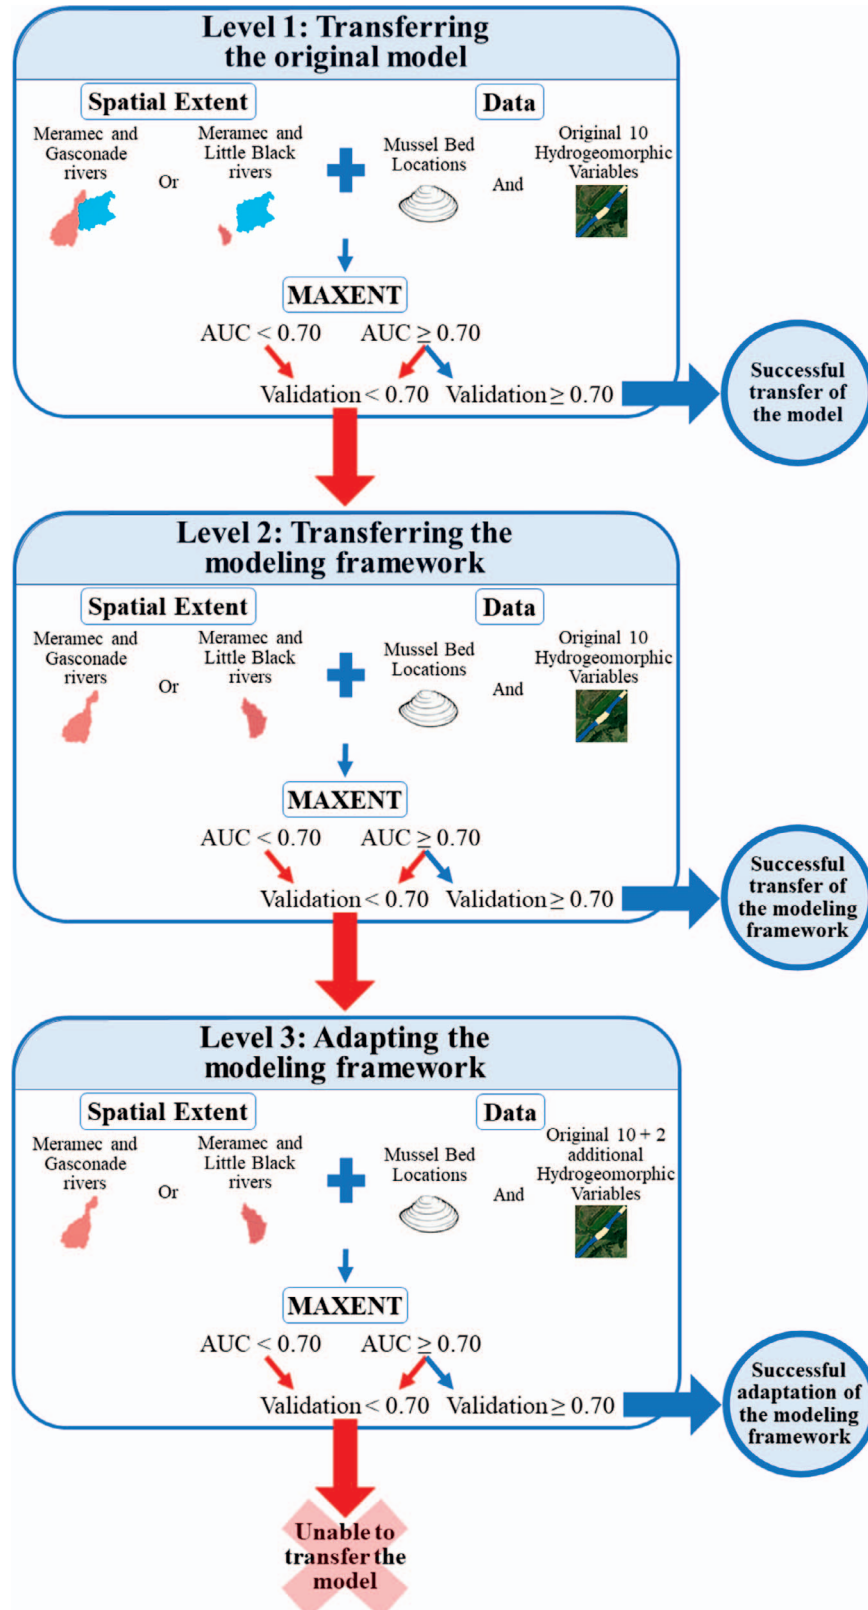 Level 1: Transferring
the original model
Spatial Extent
Data
Meramec and
Gasconade
rivers
Or
Meramec and
Little Black
rivers
Mussel Bed
Locations
And
Original 10
Hydrogeomorphic
Variables
MAXENT
AUC < 0.70
AUC ≥ 0.70
Validation < 0.70
Validation ≥ 0.70
Successful
transfer of
the model
Level 2: Transferring the
modeling framework
Spatial Extent
Data
Meramec and
Gasconade
rivers
Or
Meramec and
Little Black
rivers
Mussel Bed
Locations
And
Original 10
Hydrogeomorphic
Variables
MAXENT
AUC < 0.70
AUC ≥ 0.70
Validation < 0.70
Validation ≥ 0.70
Successful
transfer of
the modeling
framework
Level 3: Adapting the
modeling framework
Spatial Extent
Data
Meramec and
Gasconade
rivers
Or
Meramec and
Little Black
rivers
Mussel Bed
Locations
And
Original 10 + 2
additional
Hydrogeomorphic
Variables
MAXENT
AUC < 0.70
AUC ≥ 0.70
Validation < 0.70
Validation ≥ 0.70
Successful
adaptation of
the modeling
framework
Unable to
transfer the
model